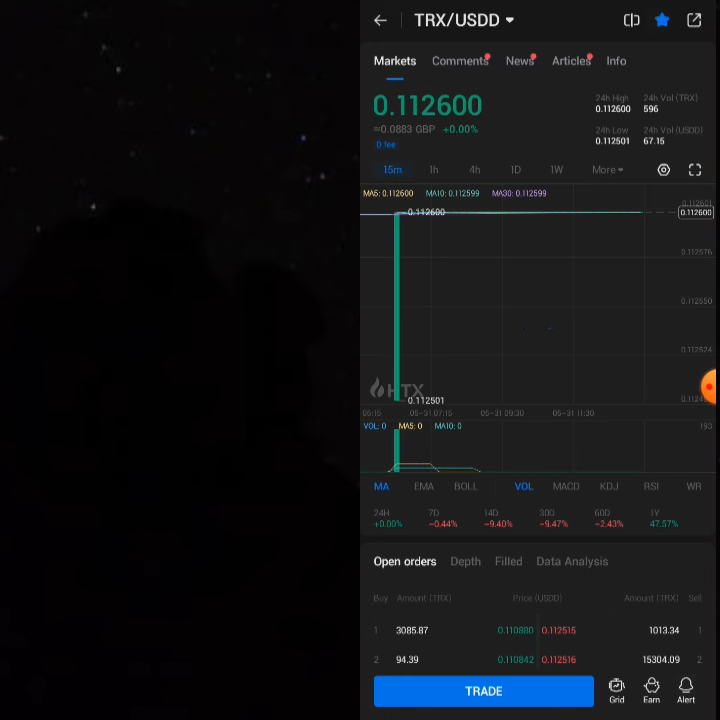 TRX/USDD
Markets Comments News Articles Info
0.112600
≈0.0883 GBP +0.00%
0 fee
24h High 24h Vol (TRX)
0.112600 596
24h Low 24h Vol (USDD)
0.112501 67.15
15m 1h 4h 1D 1W More
MA5: 0.112600 MA10: 0.112599 MA30: 0.112599
0.112601
0.112600 0.112600
0.112576
0.112550
0.112524
HTX
0.112501
05:15 05-31 07:15 05-31 09:30 05-31 11:30
VOL: 0 MA5: 0 MA10: 0 193
MA EMA BOLL VOL MACD KDJ RSI WR
24H 7D 14D 30D 60D 1Y
+0.00% −0.44% −9.40% −9.47% −2.43% 47.57%
Open orders Depth Filled Data Analysis
Buy Amount (TRX) Price (USDD) Amount (TRX) Sell
1 3085.87 0.110880 0.112515 1013.34 1
2 94.39 0.110842 0.112516 15304.09 2
TRADE Grid Earn Alert